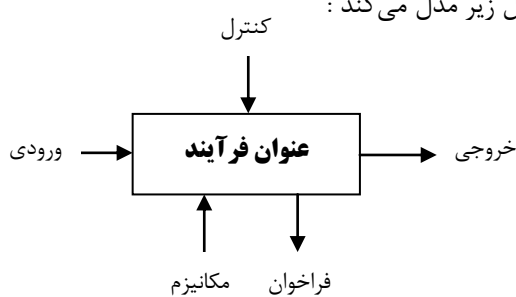 ل زیر مدل می‌کند :
کنترل
خروجی
عنوان فرآیند
ورودی
مکانیزم
فراخوان